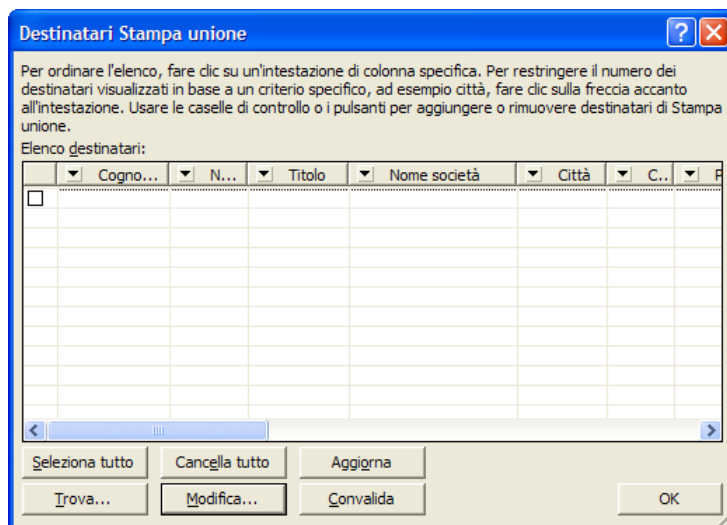 Destinatari Stampa unione
Per ordinare l'elenco, fare clic su un'intestazione di colonna specifica. Per restringere il numero dei
destinatari visualizzati in base a un criterio specifico, ad esempio città, fare clic sulla freccia accanto
all'intestazione. Usare le caselle di controllo o i pulsanti per aggiungere o rimuovere destinatari di Stampa
unione.
Elenco destinatari:
Cogno... N... Titolo Nome società Città C... P
Seleziona tutto Cancella tutto Aggiorna
Trova... Modifica... Convalida OK